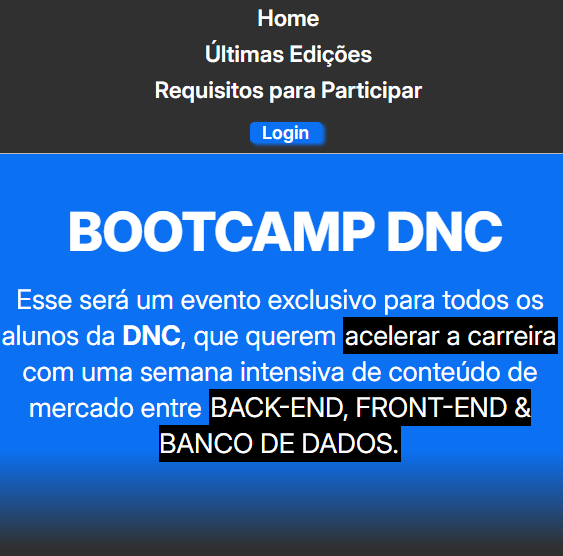 Home
Últimas Edições
Requisitos para Participar
Login
BOOTCAMP DNC
Esse será um evento exclusivo para todos os
alunos da DNC, que querem acelerar a carreira
com uma semana intensiva de conteúdo de
mercado entre BACK-END, FRONT-END &
BANCO DE DADOS.